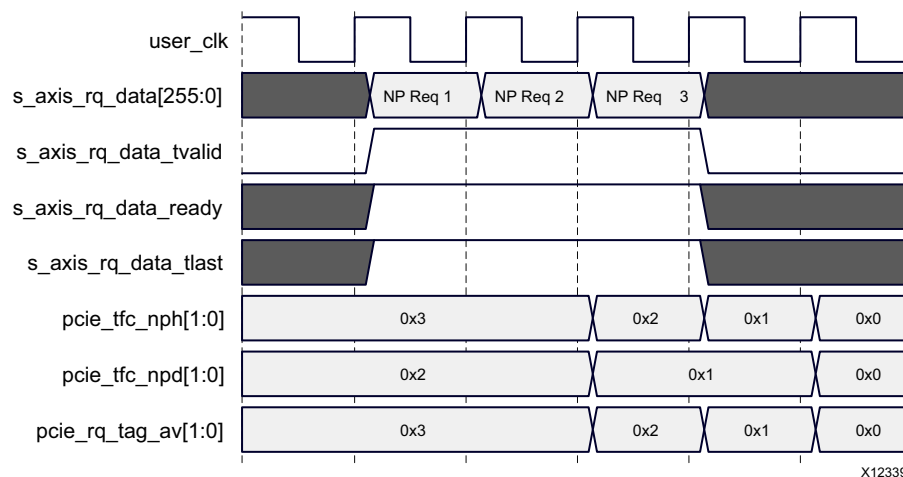 user_clk
s_axis_rq_data[255:0] NP Req 1 NP Req 2 NP Req 3
s_axis_rq_data_tvalid
s_axis_rq_data_ready
s_axis_rq_data_tlast
pcie_tfc_nph[1:0] 0x3 0x2 0x1 0x0
pcie_tfc_npd[1:0] 0x2 0x1 0x0
pcie_rq_tag_av[1:0] 0x3 0x2 0x1 0x0
X12339